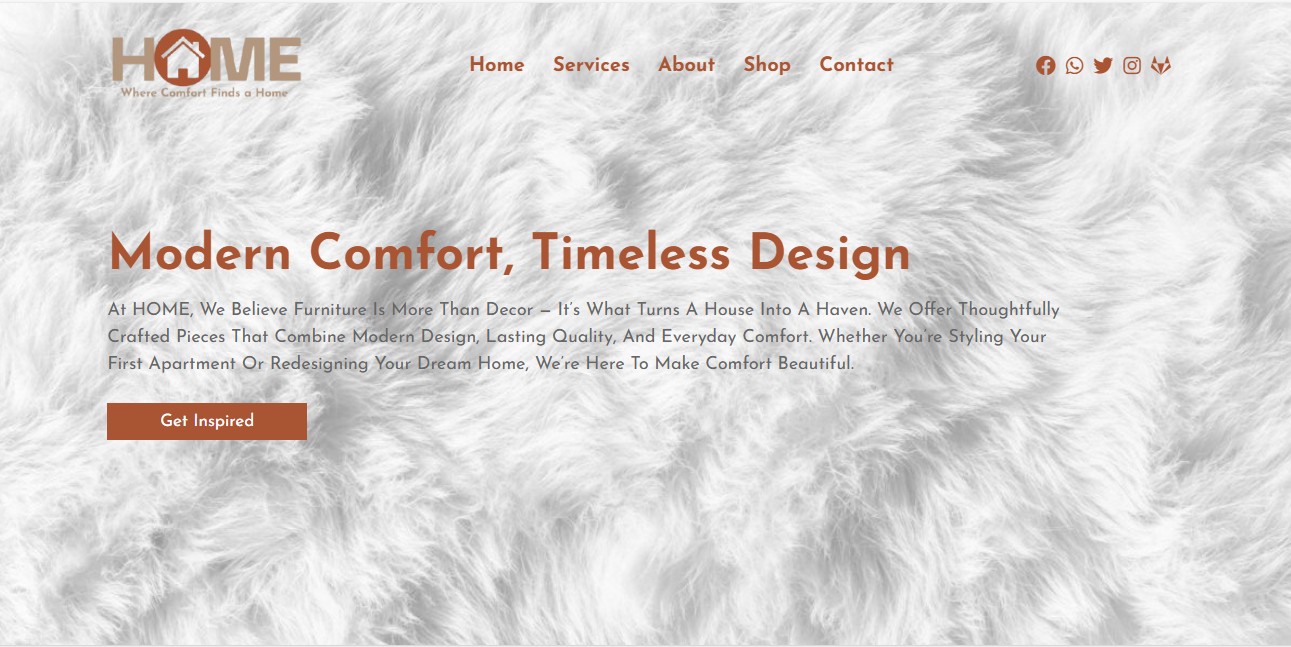 HOME
Where Comfort Finds a Home
Home Services About Shop Contact
Modern Comfort, Timeless Design
At HOME, We Believe Furniture Is More Than Decor – It's What Turns A House Into A Haven. We Offer Thoughtfully
Crafted Pieces That Combine Modern Design, Lasting Quality, And Everyday Comfort. Whether You're Styling Your
First Apartment Or Redesigning Your Dream Home, We're Here To Make Comfort Beautiful.
Get Inspired